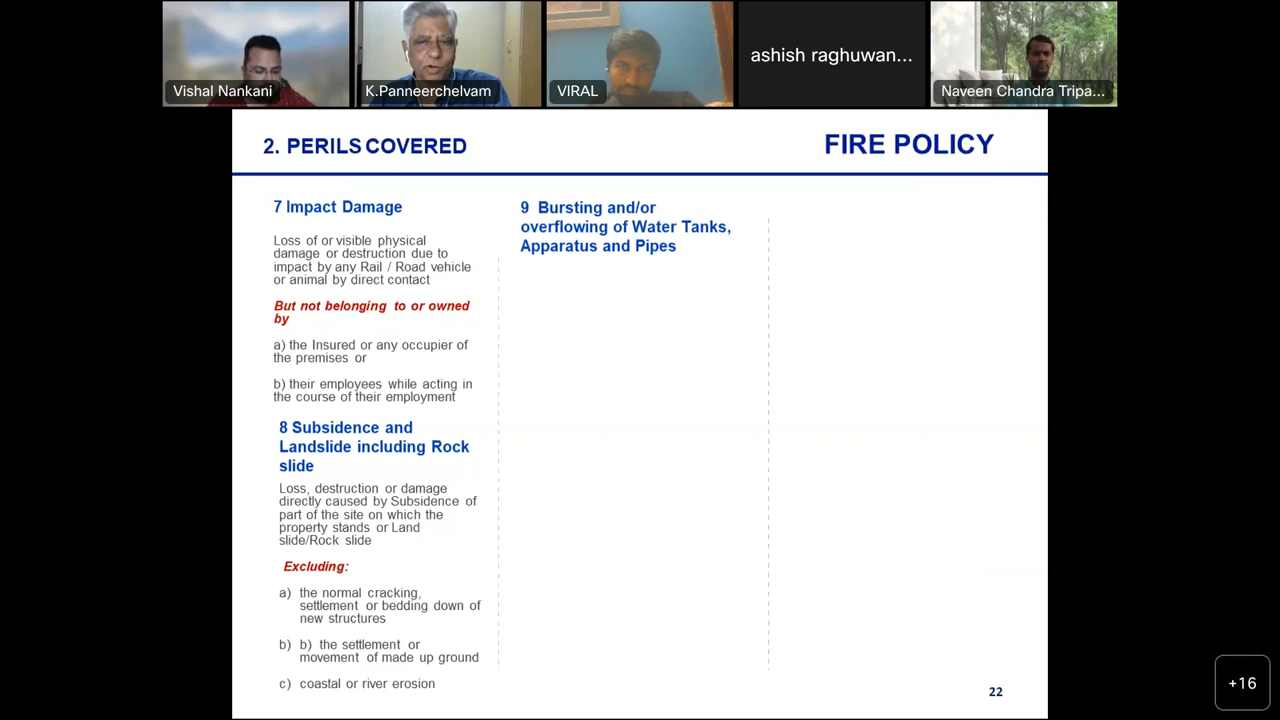 Vishal Nankani
K.Panneerchelvam
VIRAL
ashish raghuwan...
Naveen Chandra Tripa...
2. PERILS COVERED
FIRE POLICY
7 Impact Damage
Loss of or visible physical
damage or destruction due to
impact by any Rail / Road vehicle
or animal by direct contact
But not belonging to or owned
by
a) the Insured or any occupier of
the premises or
b) their employees while acting in
the course of their employment
8 Subsidence and
Landslide including Rock
slide
Loss, destruction or damage
directly caused by Subsidence of
part of the site on which the
property stands or Land
slide/Rock slide
Excluding:
a) the normal cracking,
settlement or bedding down of
new structures
b) b) the settlement or
movement of made up ground
c) coastal or river erosion
9 Bursting and/or
overflowing of Water Tanks,
Apparatus and Pipes
22
+16